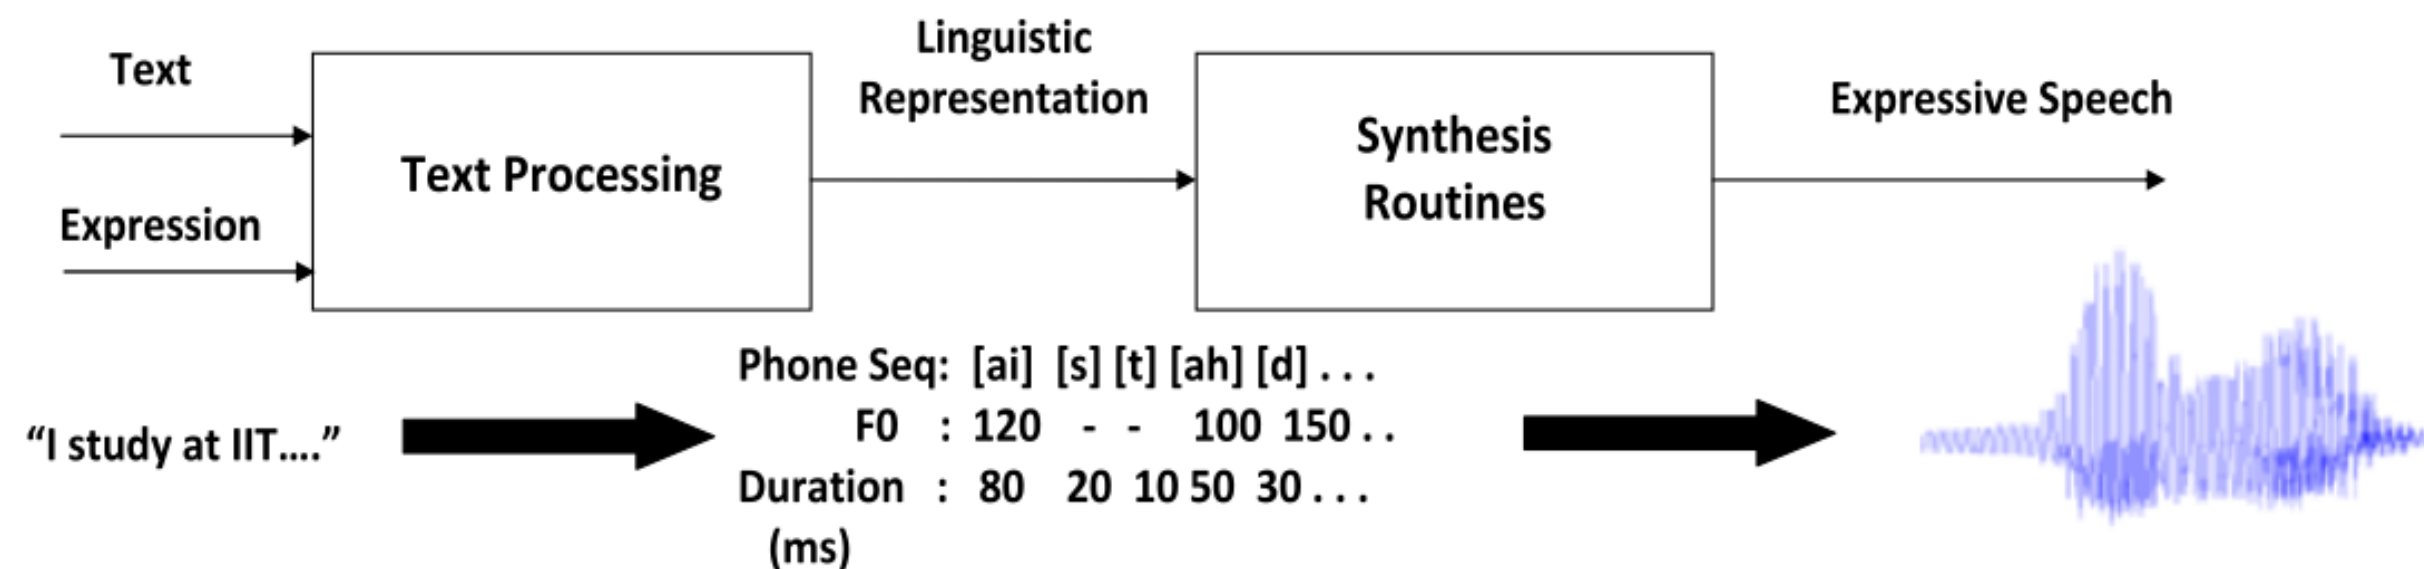 Text
Expression
Text Processing
Linguistic
Representation
Synthesis
Routines
Expressive Speech
“I study at IIT....”
Phone Seq: [ai] [s] [t] [ah] [d] . . .
F0 : 120 - - 100 150 . .
Duration : 80 20 10 50 30 . . .
(ms)